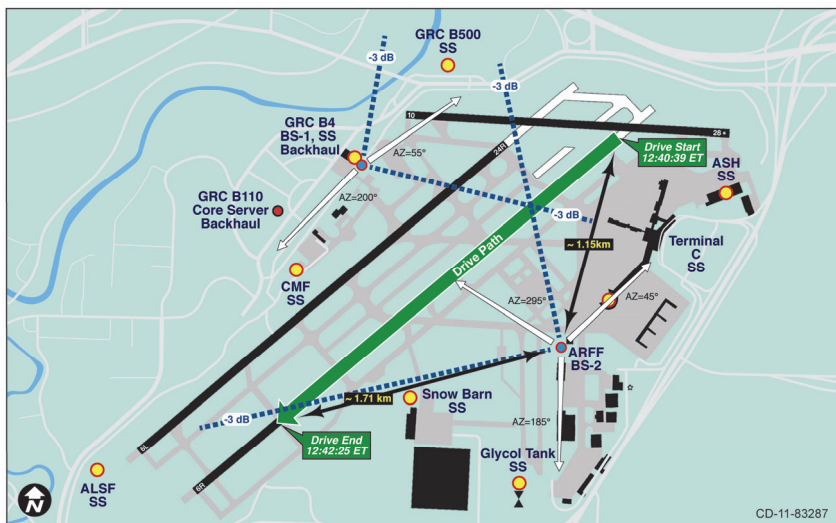 GRC B500
SS
-3 dB
-3 dB
GRC B4
BS-1, SS
Backhaul
10
28
24R
Drive Start
12:40:39 ET
AZ=55°
ASH
SS
AZ=200°
GRC B110
Core Server
Backhaul
-3 dB
Terminal
C
SS
~ 1.15km
Drive Path
CMF
SS
AZ=295°
AZ=45°
ARFF
BS-2
~ 1.71 km
Snow Barn
SS
-3 dB
AZ=185°
Drive End
12:42:25 ET
6L
Glycol Tank
SS
ALSF
SS
6R
N
CD-11-83287